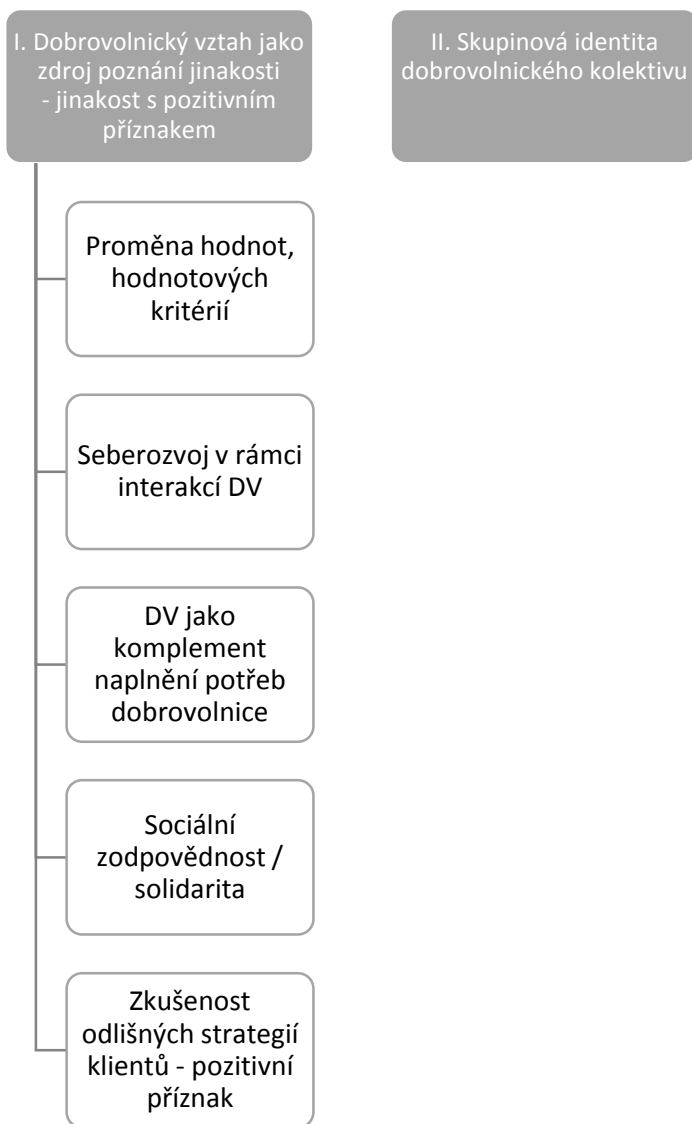 I. Dobrovolnický vztah jako
zdroj poznání jinakosti
- jinakost s pozitivním
příznakem
II. Skupinová identita
dobrovolnického kolektivu
Proměna hodnot,
hodnotových
kritérií
Seberozvoj v rámci
interakcí DV
DV jako
komplement
naplnění potřeb
dobrovolnice
Sociální
zodpovědnost /
solidarita
Zkušenost
odlišných strategií
klientů - pozitivní
příznak